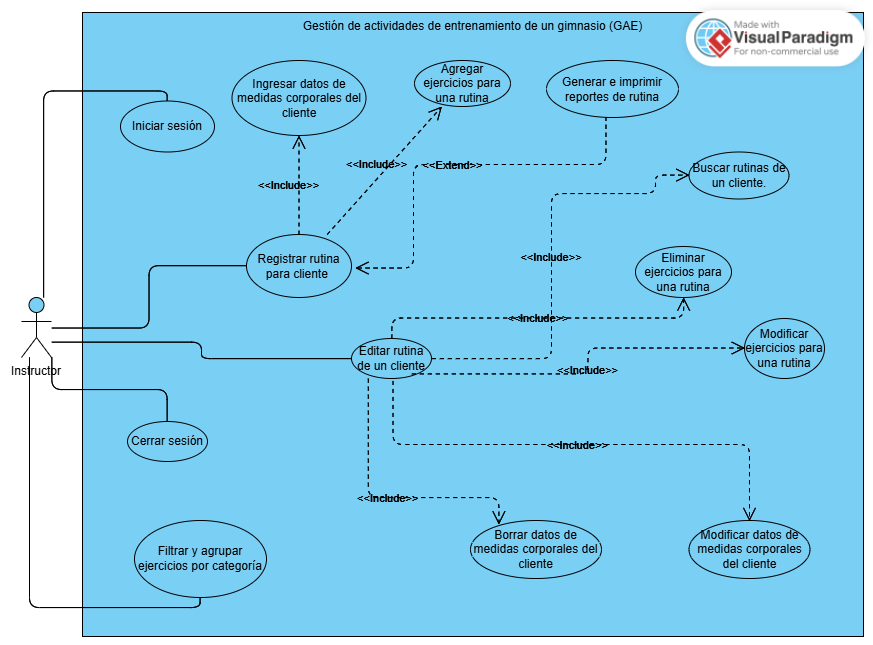 Gestión de actividades de entrenamiento de un gimnasio (GAE)
Made with
VisualParadigm
For non-commercial use
Ingresar datos de
medidas corporales del
cliente
Agregar
ejercicios para
una rutina
Generar e imprimir
reportes de rutina
Iniciar sesión
<<Include>>
<<Include>>
<<Extend>>
Buscar rutinas de
un cliente.
Registrar rutina
para cliente
<<Include>>
Eliminar
ejercicios para
una rutina
<<Include>>
Modificar
ejercicios para
una rutina
Editar rutina
de un cliente
<<Include>>
Instructor
Cerrar sesión
<<Include>>
<<Include>>
Filtrar y agrupar
ejercicios por categoría
Borrar datos de
medidas corporales del
cliente
Modificar datos de
medidas corporales
del cliente